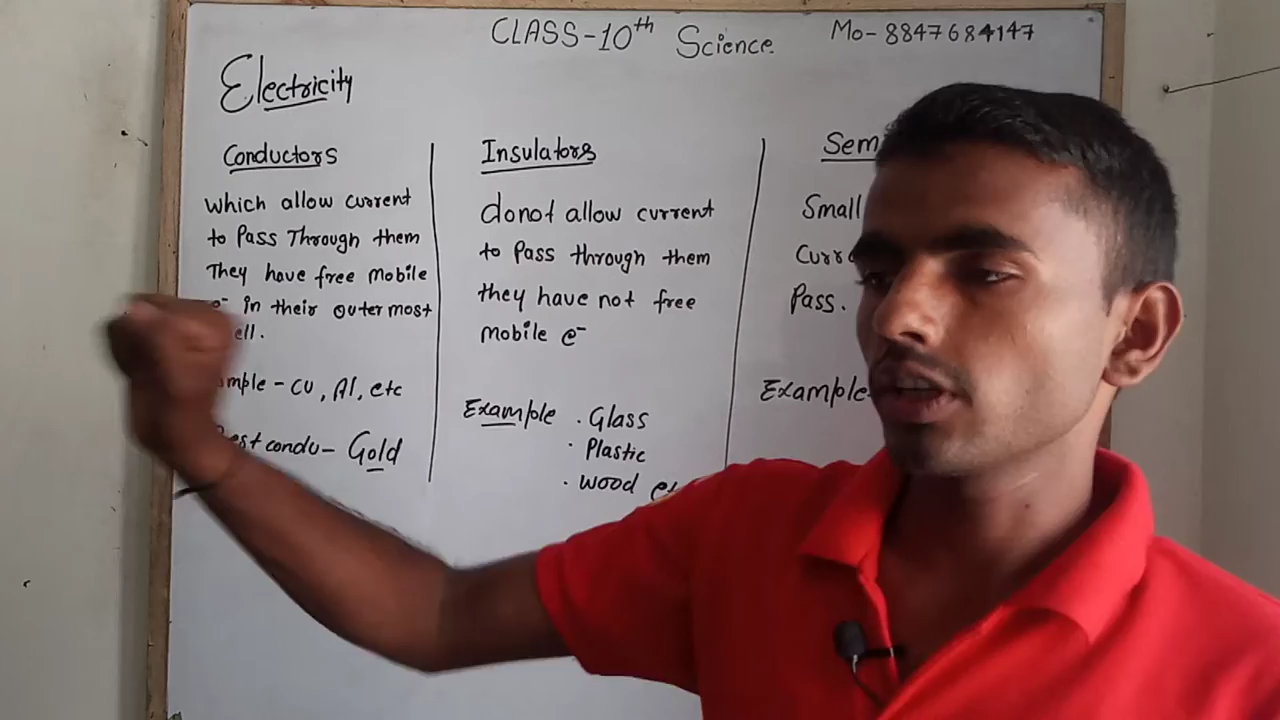 CLASS-10th Science
Mo- 8847684147
Electricity
Conductors
which allow current
to Pass Through them
They have free mobile
e- in their outermost
ell.
mple - cu, Al, etc
est condu- Gold
Insulators
donot allow current
to Pass through them
they have not free
mobile e-
Example . Glass
. Plastic
. wood et
Sem
Small
Curr
Pass.
Example